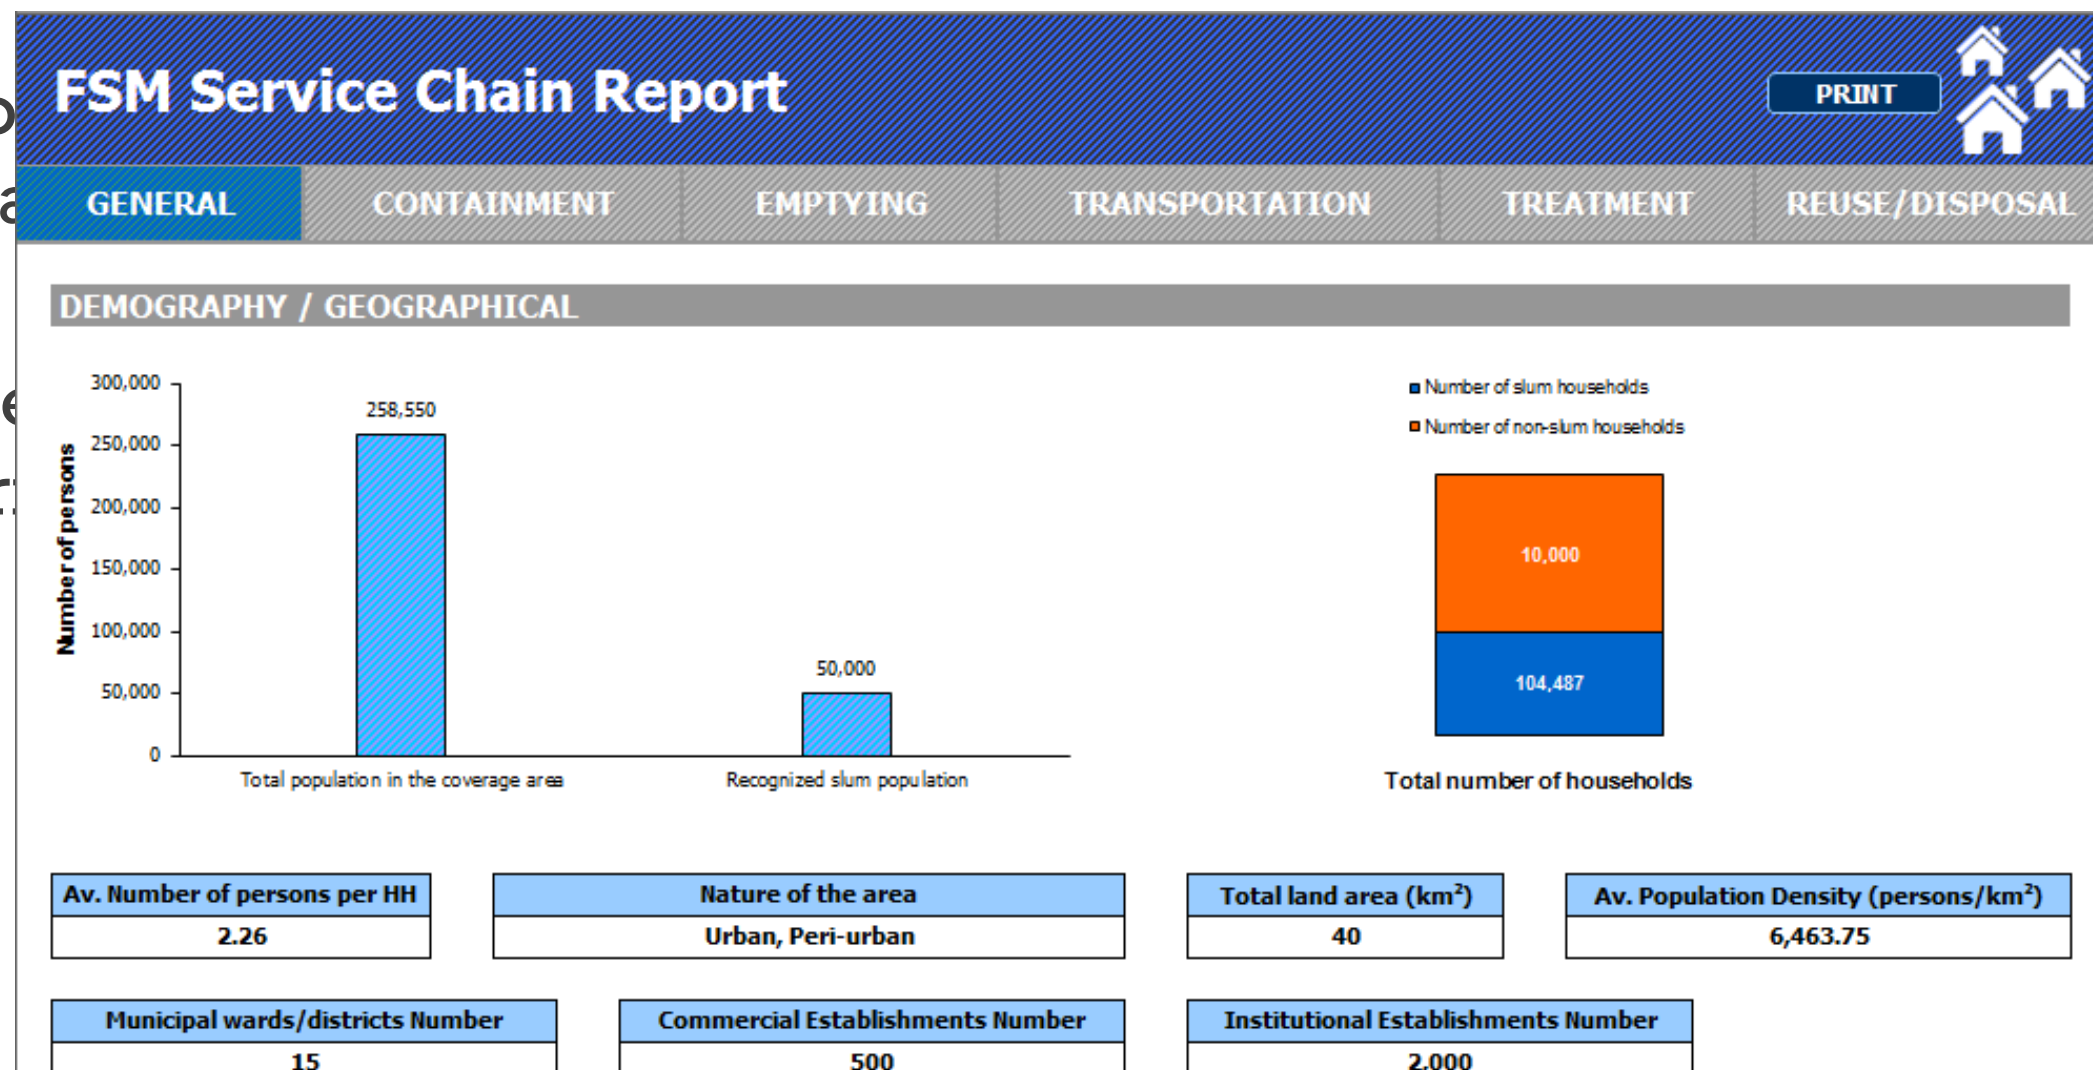 FSM Service Chain Report
PRINT
GENERAL CONTAINMENT EMPTYING TRANSPORTATION TREATMENT REUSE/DISPOSAL
DEMOGRAPHY / GEOGRAPHICAL
Number of persons
300,000
250,000
200,000
150,000
100,000
50,000
0
258,550
50,000
Total population in the coverage area
Recognized slum population
Number of slum households
Number of non-slum households
10,000
104,487
Total number of households
Av. Number of persons per HH
2.26
Nature of the area
Urban, Peri-urban
Total land area (km²)
40
Av. Population Density (persons/km²)
6,463.75
Municipal wards/districts Number
15
Commercial Establishments Number
500
Institutional Establishments Number
2,000